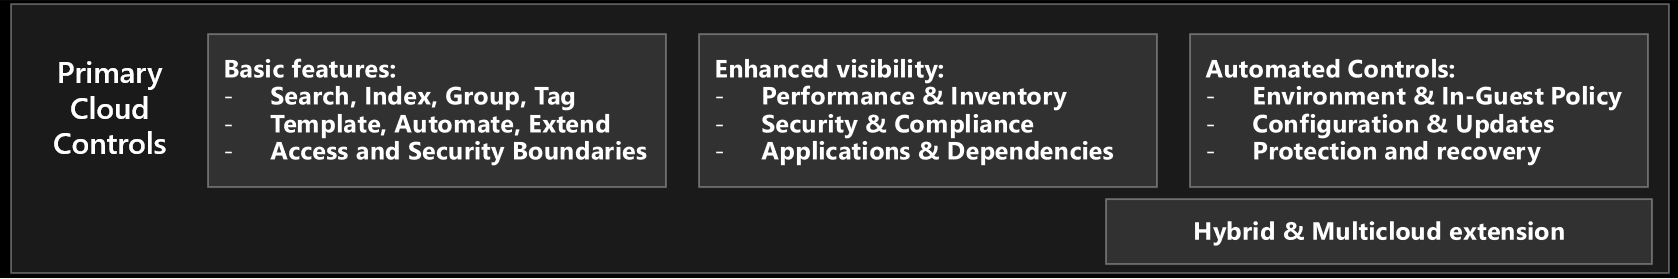 Primary
Cloud
Controls
Basic features:
- Search, Index, Group, Tag
- Template, Automate, Extend
- Access and Security Boundaries
Enhanced visibility:
- Performance & Inventory
- Security & Compliance
- Applications & Dependencies
Automated Controls:
- Environment & In-Guest Policy
- Configuration & Updates
- Protection and recovery
Hybrid & Multicloud extension